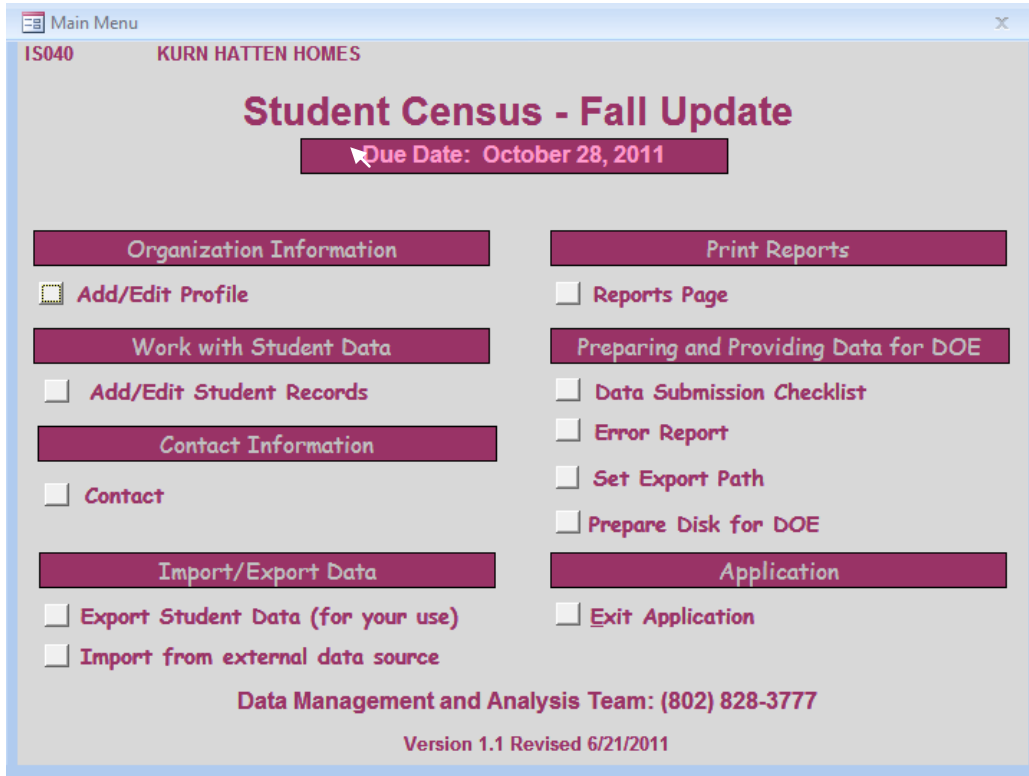 Main Menu
IS040 KURN HATTEN HOMES
Student Census - Fall Update
Due Date: October 28, 2011
Organization Information
Add/Edit Profile
Work with Student Data
Add/Edit Student Records
Contact Information
Contact
Import/Export Data
Export Student Data (for your use)
Import from external data source
Print Reports
Reports Page
Preparing and Providing Data for DOE
Data Submission Checklist
Error Report
Set Export Path
Prepare Disk for DOE
Application
Exit Application
Data Management and Analysis Team: (802) 828-3777
Version 1.1 Revised 6/21/2011